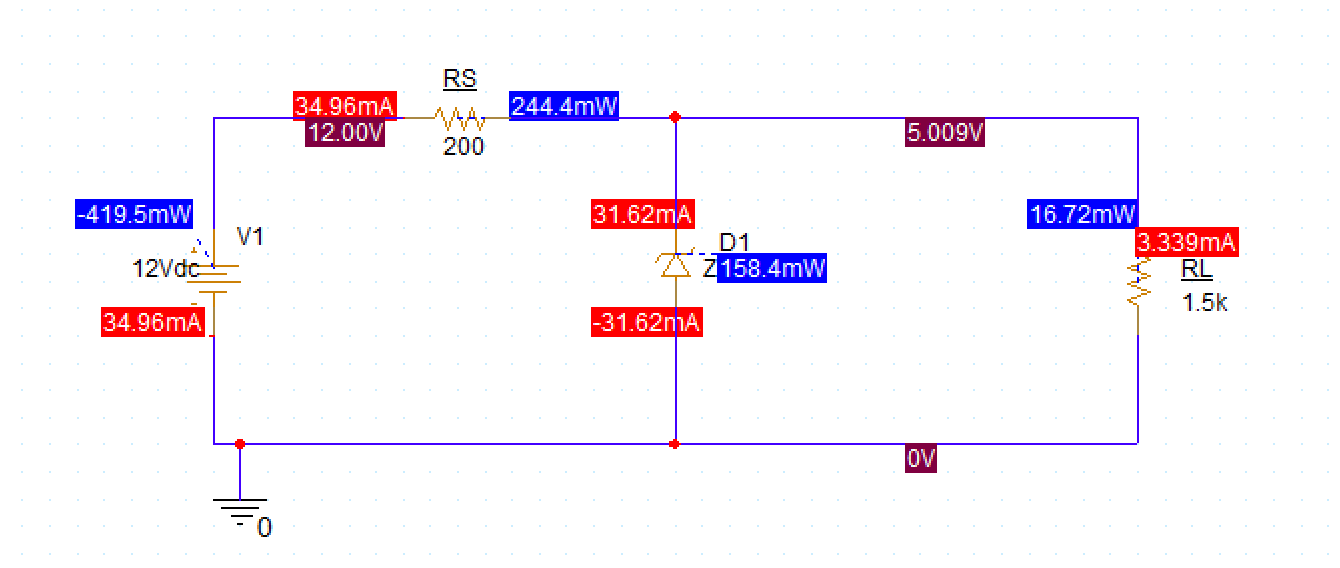 RS
34.96mA
244.4mW
12.00V
5.009V
200
-419.5mW
31.62mA
16.72mW
V1
D1
3.339mA
12Vdc
Z
158.4mW
RL
1.5k
34.96mA
-31.62mA
0V
0